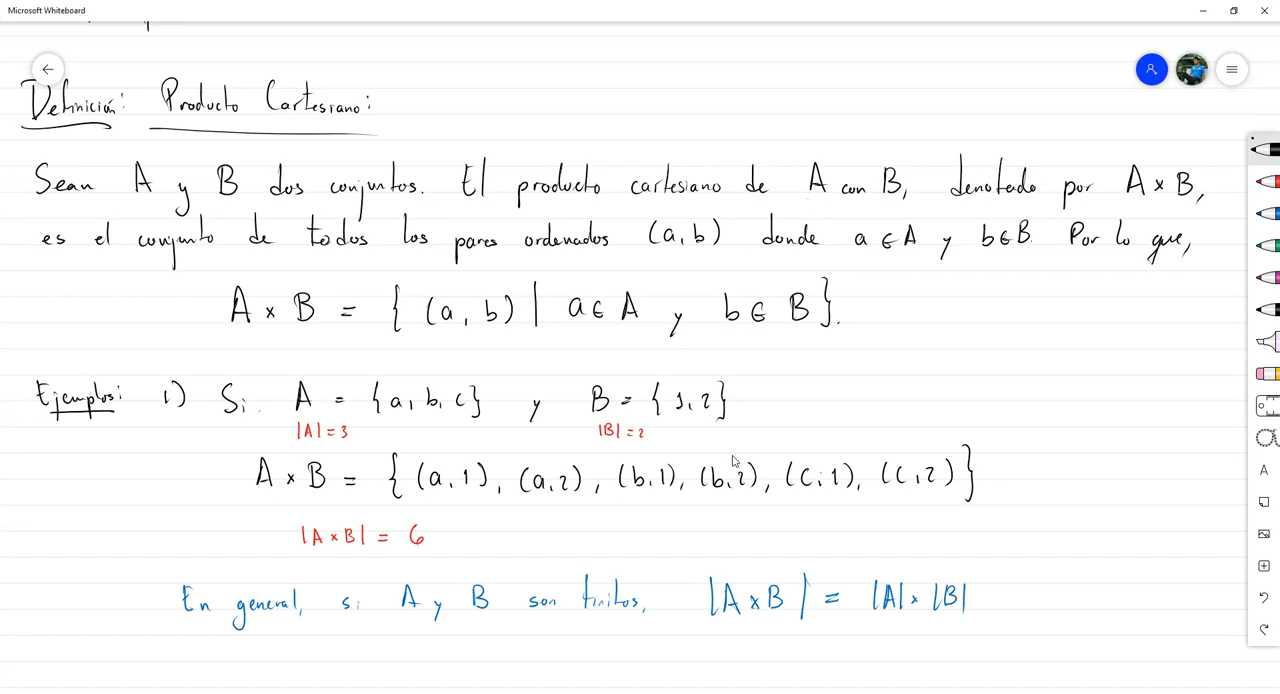 Microsoft Whiteboard
Definición: Producto Cartesiano:
Sean A y B dos conjuntos. El producto cartesiano de A con B, denotado por A × B,
es el conjunto de todos los pares ordenados (a, b) donde a ∈ A y b ∈ B. Por lo que,
A × B = { (a, b) | a ∈ A y b ∈ B }.
Ejemplos: 1) Si A = {a, b, c} y B = {1, 2}
|A| = 3 |B| = 2
A × B = { (a, 1), (a, 2), (b, 1), (b, 2), (c, 1), (c, 2) }
|A × B| = 6
En general, si A y B son finitos, |A × B| = |A| × |B|
A